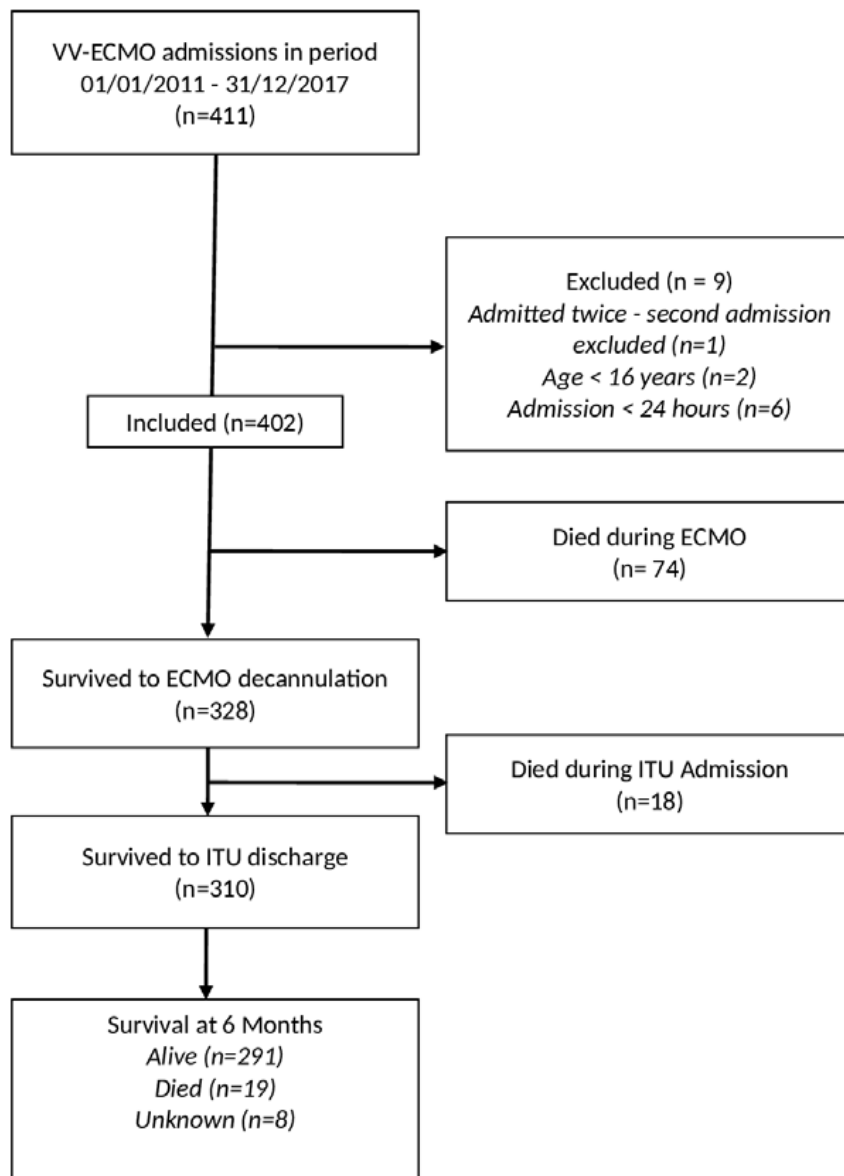 VV-ECMO admissions in period
01/01/2011 - 31/12/2017
(n=411)
Excluded (n = 9)
Admitted twice - second admission
excluded (n=1)
Age < 16 years (n=2)
Admission < 24 hours (n=6)
Included (n=402)
Died during ECMO
(n= 74)
Survived to ECMO decannulation
(n=328)
Died during ITU Admission
(n=18)
Survived to ITU discharge
(n=310)
Survival at 6 Months
Alive (n=291)
Died (n=19)
Unknown (n=8)